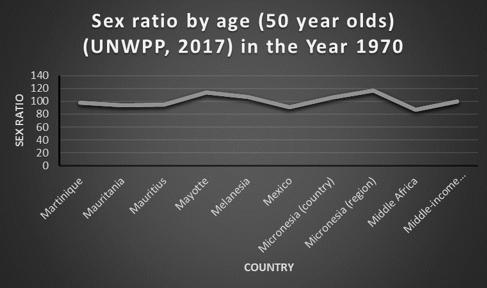 Sex ratio by age (50 year olds)
(UNWPP, 2017) in the Year 1970
140
120
100
80
60
40
20
0
SEX RATIO
Martinique
Mauritania
Mauritius
Mayotte
Melanesia
Mexico
Micronesia (country)
Micronesia (region)
Middle Africa
Middle-income...
COUNTRY